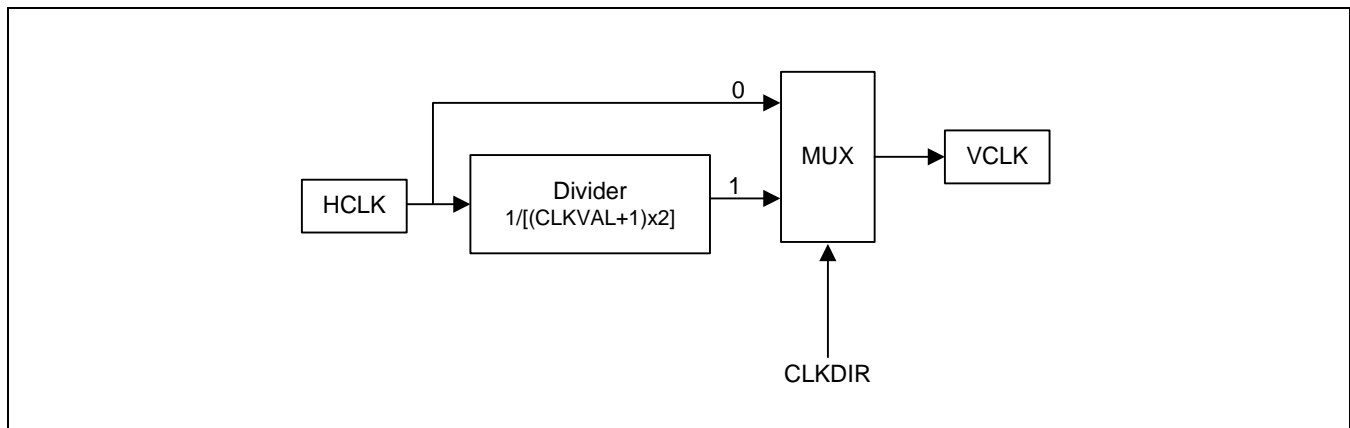 0
MUX
VCLK
HCLK
Divider
1/[(CLKVAL+1)x2]
1
CLKDIR